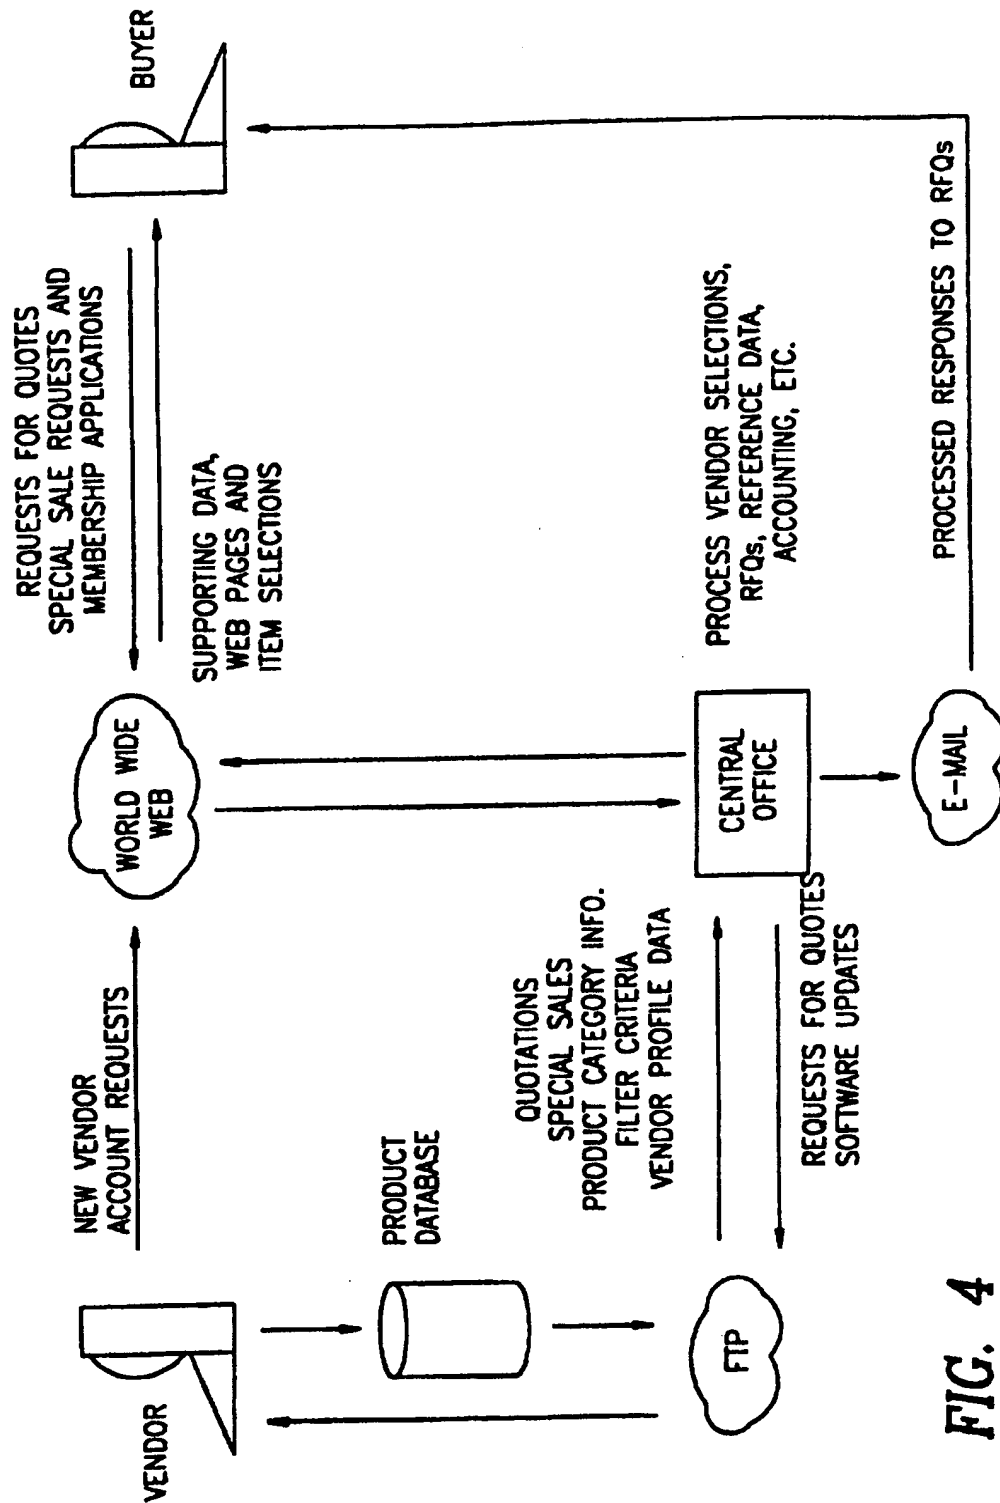 VENDOR
NEW VENDOR
ACCOUNT REQUESTS
WORLD WIDE
WEB
REQUESTS FOR QUOTES
SPECIAL SALE REQUESTS AND
MEMBERSHIP APPLICATIONS
BUYER
SUPPORTING DATA,
WEB PAGES AND
ITEM SELECTIONS
PRODUCT
DATABASE
QUOTATIONS
SPECIAL SALES
PRODUCT CATEGORY INFO.
FILTER CRITERIA
VENDOR PROFILE DATA
FTP
CENTRAL
OFFICE
PROCESS VENDOR SELECTIONS,
RFQs, REFERENCE DATA,
ACCOUNTING, ETC.
REQUESTS FOR QUOTES
SOFTWARE UPDATES
E-MAIL
PROCESSED RESPONSES TO RFQs
FIG. 4